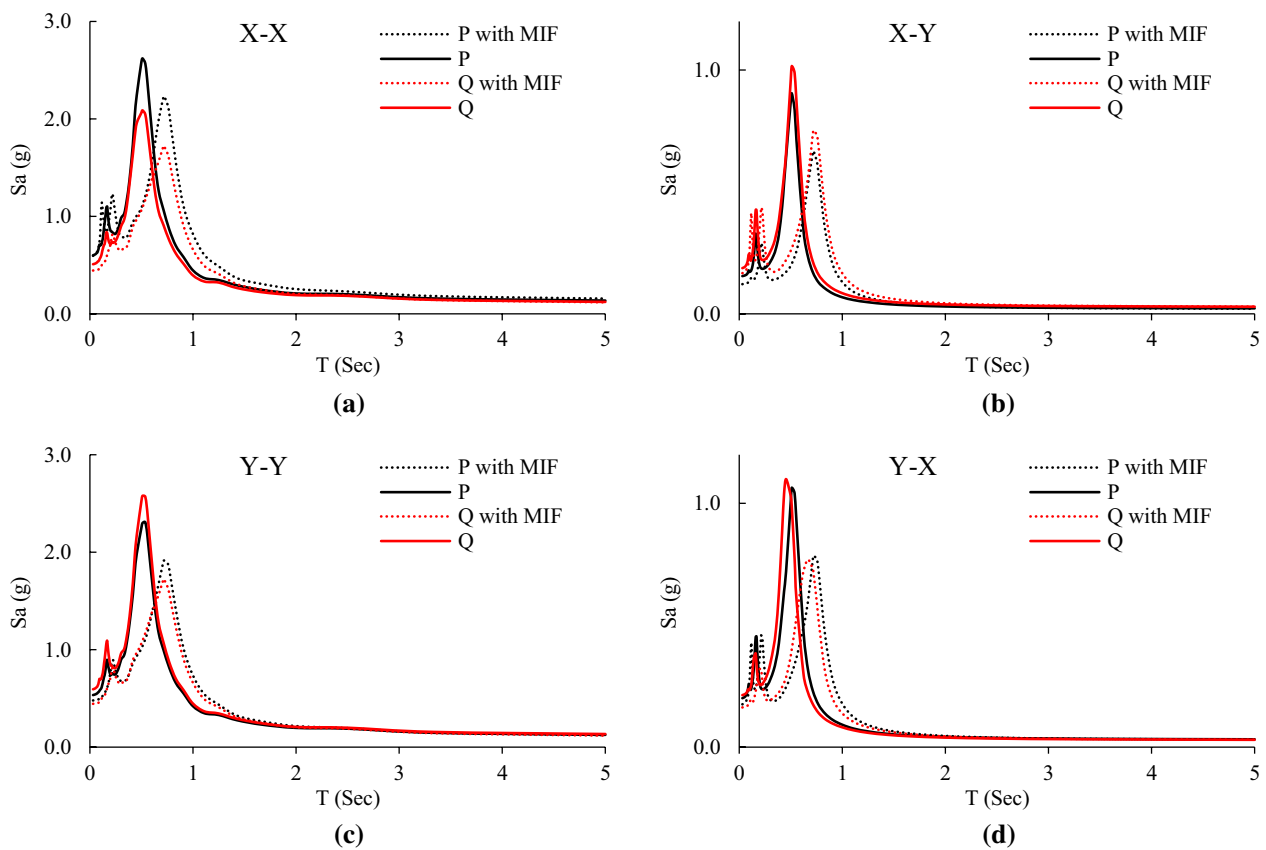 X-X
P with MIF
P
Q with MIF
Q
Sa (g)
3.0
2.0
1.0
0.0
0 1 2 3 4 5
T (Sec)
(a)
X-Y
P with MIF
P
Q with MIF
Q
Sa (g)
1.0
0.0
0 1 2 3 4 5
T (Sec)
(b)
Y-Y
P with MIF
P
Q with MIF
Q
Sa (g)
3.0
2.0
1.0
0.0
0 1 2 3 4 5
T (Sec)
(c)
Y-X
P with MIF
P
Q with MIF
Q
Sa (g)
1.0
0.0
0 1 2 3 4 5
T (Sec)
(d)